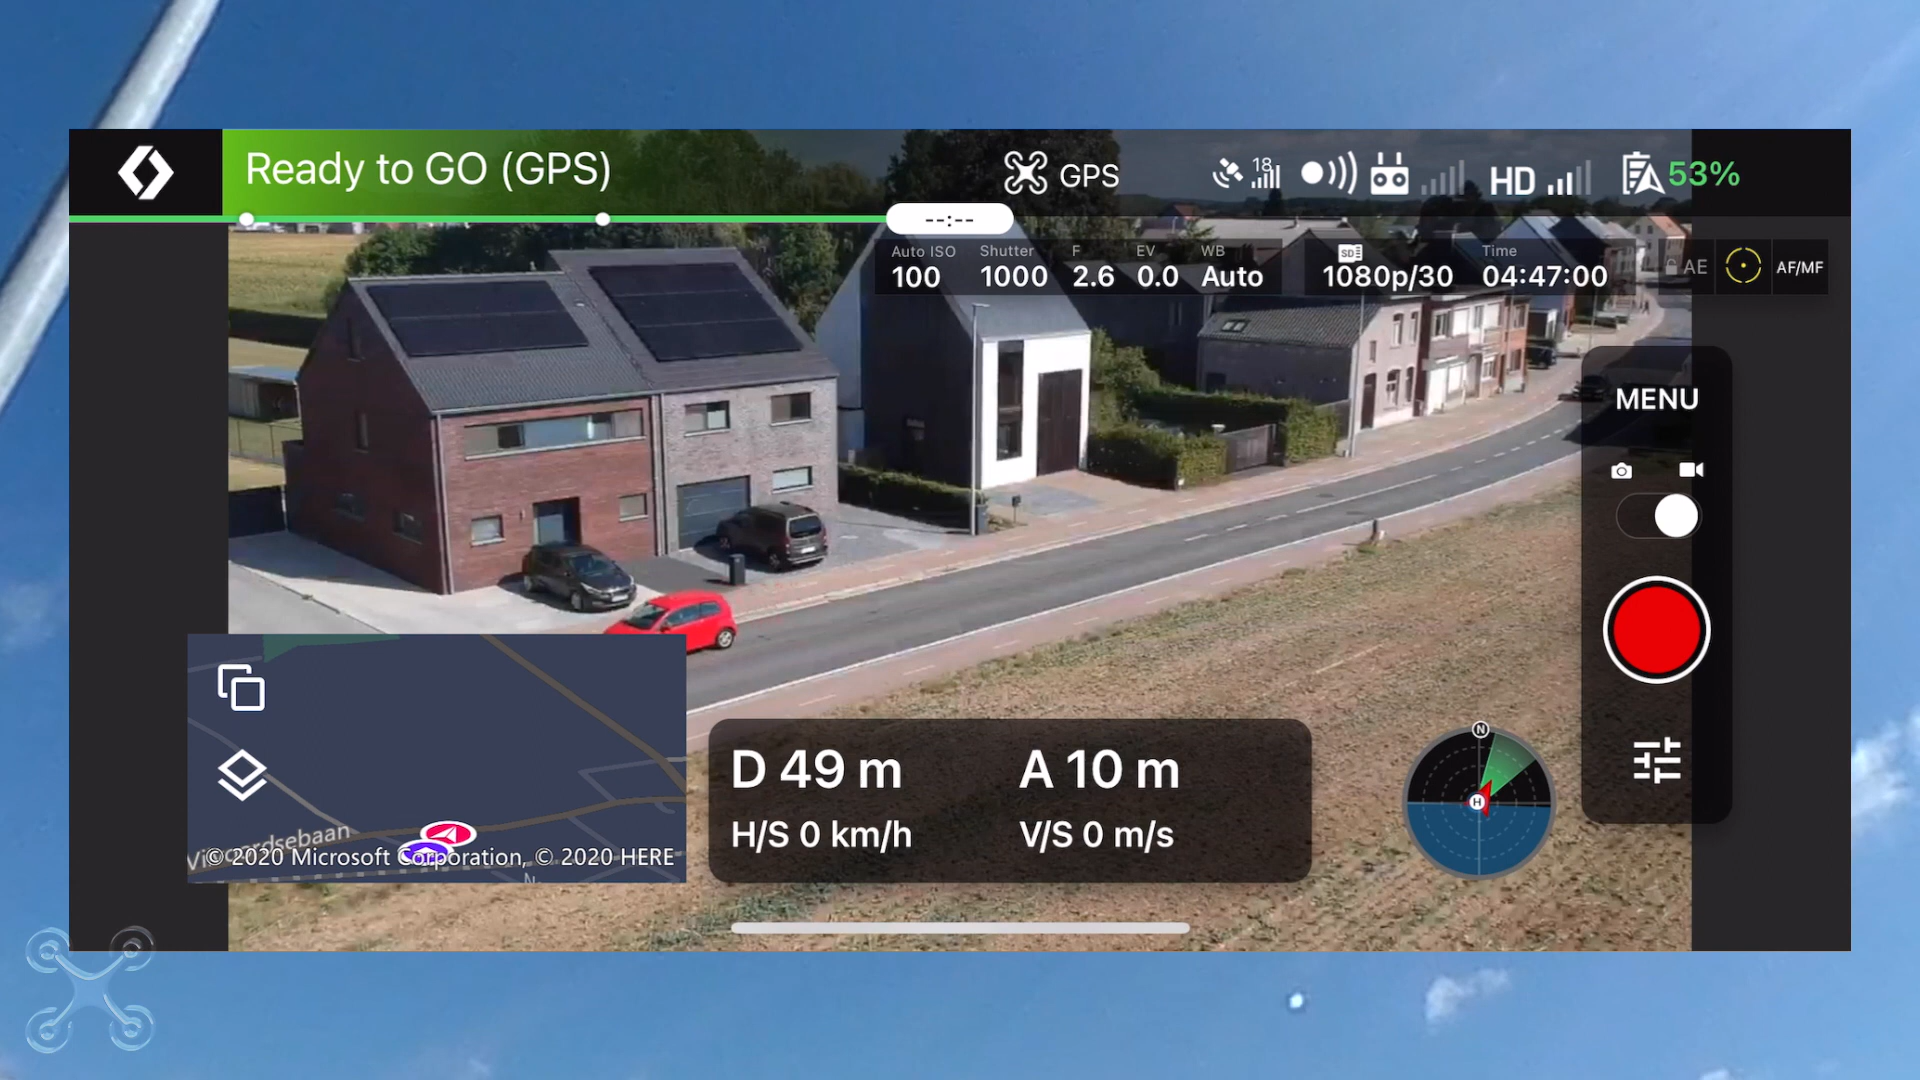 Ready to GO (GPS)
GPS
18
HD
53%
--:--
Auto ISO
100
Shutter
1000
F
2.6
EV
0.0
WB
Auto
SD
1080p/30
Time
04:47:00
AE
AF/MF
MENU
© 2020 Microsoft Corporation, © 2020 HERE
D 49 m
A 10 m
H/S 0 km/h
V/S 0 m/s
N
H